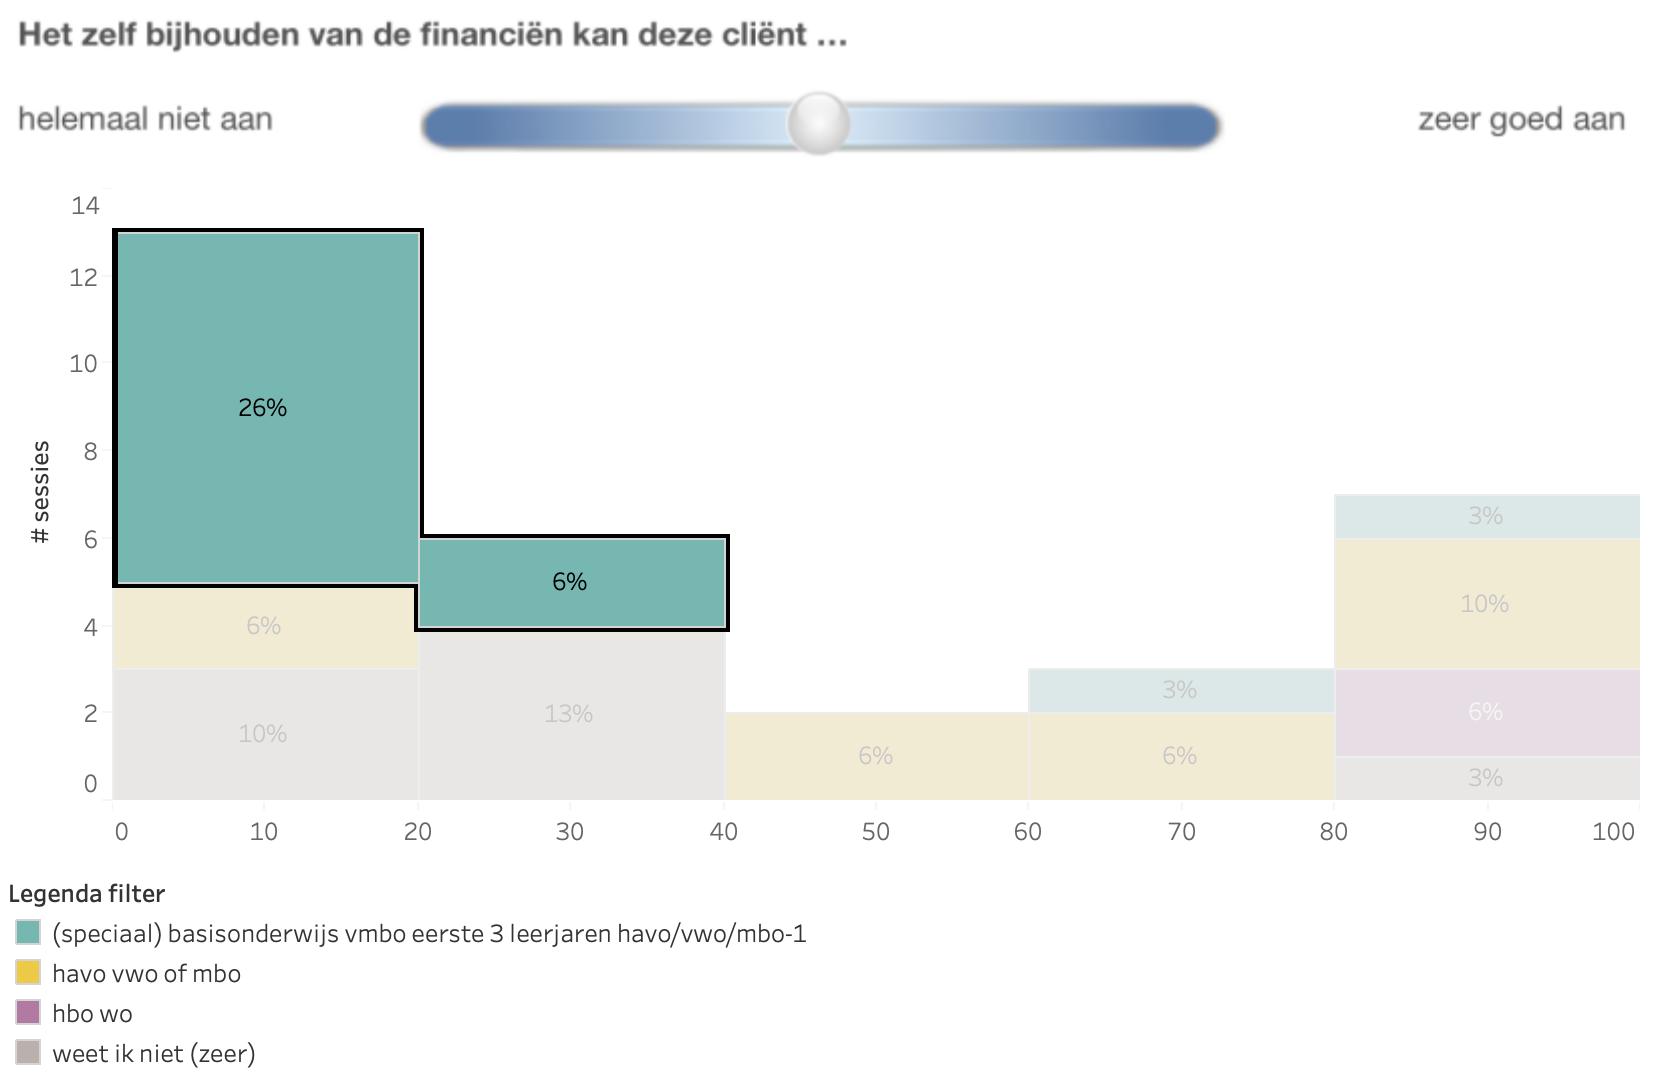 Het zelf bijhouden van de financiën kan deze cliënt ...
helemaal niet aan
zeer goed aan
14
12
10
8
6
4
2
0
# sessies
26%
6%
10%
6%
13%
6%
3%
6%
3%
10%
6%
3%
0 10 20 30 40 50 60 70 80 90 100
Legenda filter
(speciaal) basisonderwijs vmbo eerste 3 leerjaren havo/vwo/mbo-1
havo vwo of mbo
hbo wo
weet ik niet (zeer)